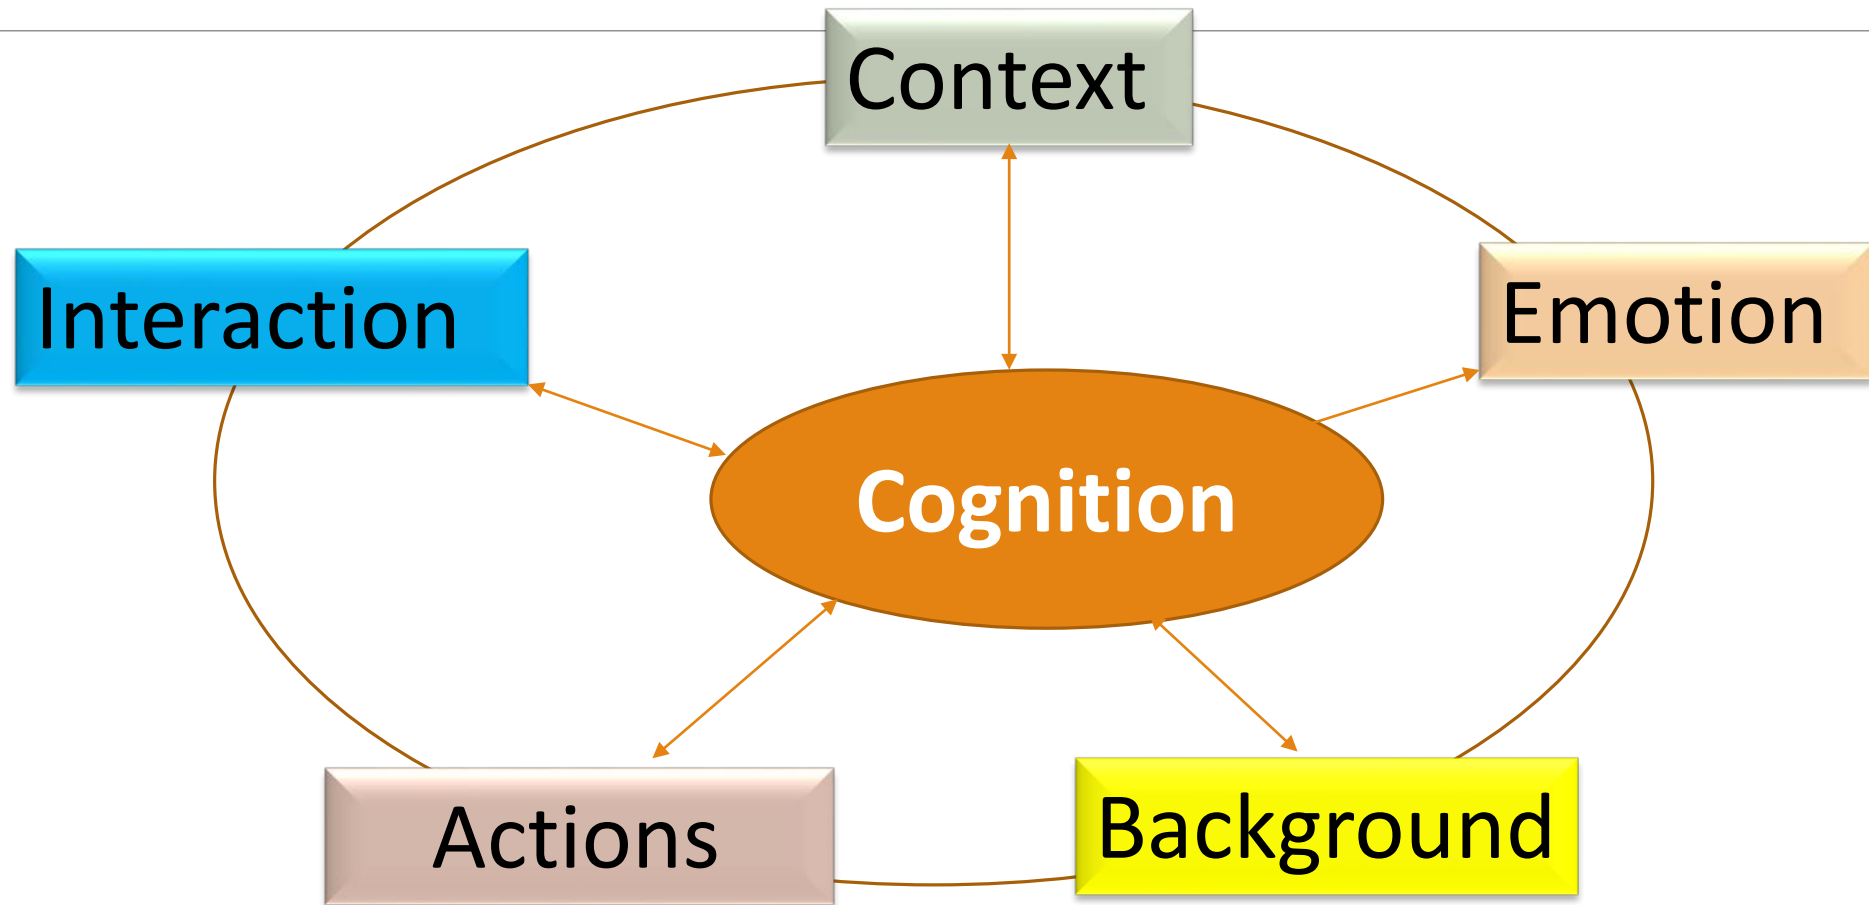 Context
Interaction
Emotion
Cognition
Actions
Background